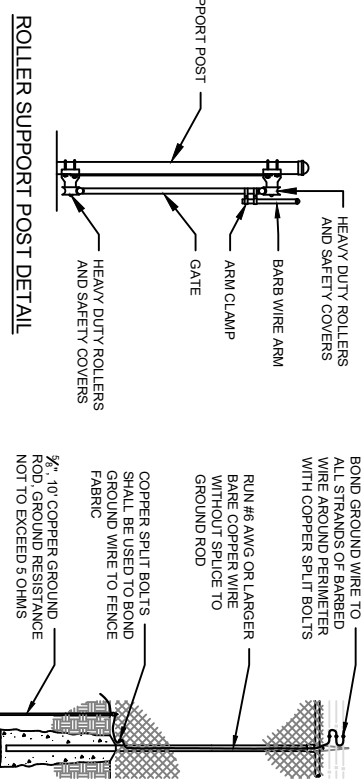 HEAVY DUTY ROLLERS
AND SAFETY COVERS
BARB WIRE ARM
ARM CLAMP
GATE
HEAVY DUTY ROLLERS
AND SAFETY COVERS
POST
ROLLER SUPPORT POST DETAIL
BOND GROUND WIRE TO
ALL STRANDS OF BARBED
WIRE AROUND PERIMETER
WITH COPPER SPLIT BOLTS
RUN #6 AWG OR LARGER
BARE COPPER WIRE
WITHOUT SPLICE TO
GROUND ROD
COPPER SPLIT BOLTS
SHALL BE USED TO BOND
GROUND WIRE TO FENCE
FABRIC
5/8", 10' COPPER GROUND
ROD, GROUND RESISTANCE
NOT TO EXCEED 5 OHMS